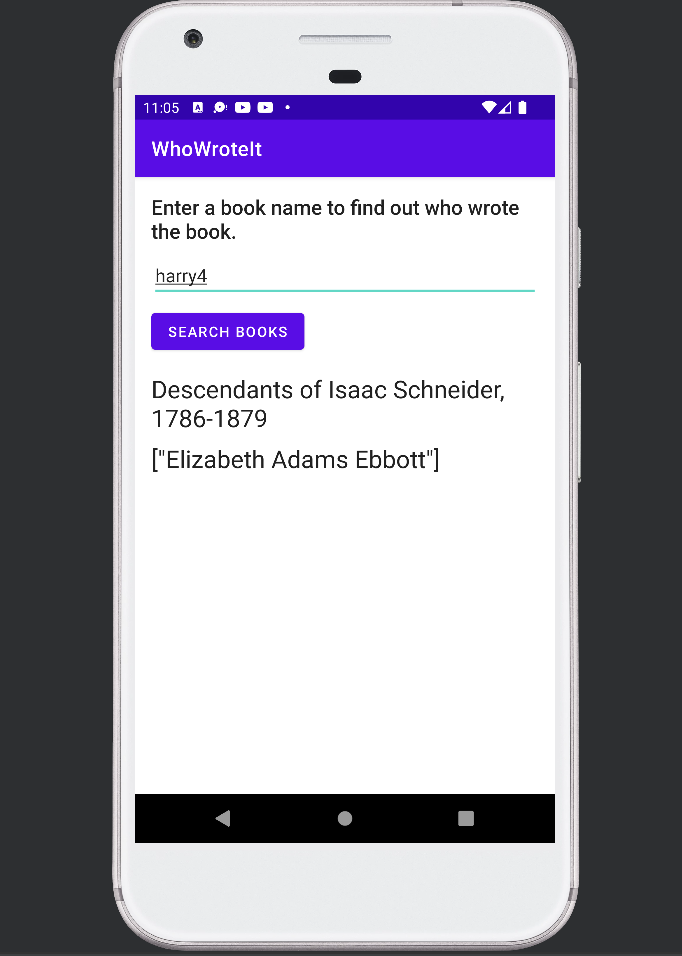 11:05
WhoWroteIt
Enter a book name to find out who wrote
the book.
harry4
SEARCH BOOKS
Descendants of Isaac Schneider,
1786-1879
["Elizabeth Adams Ebbott"]